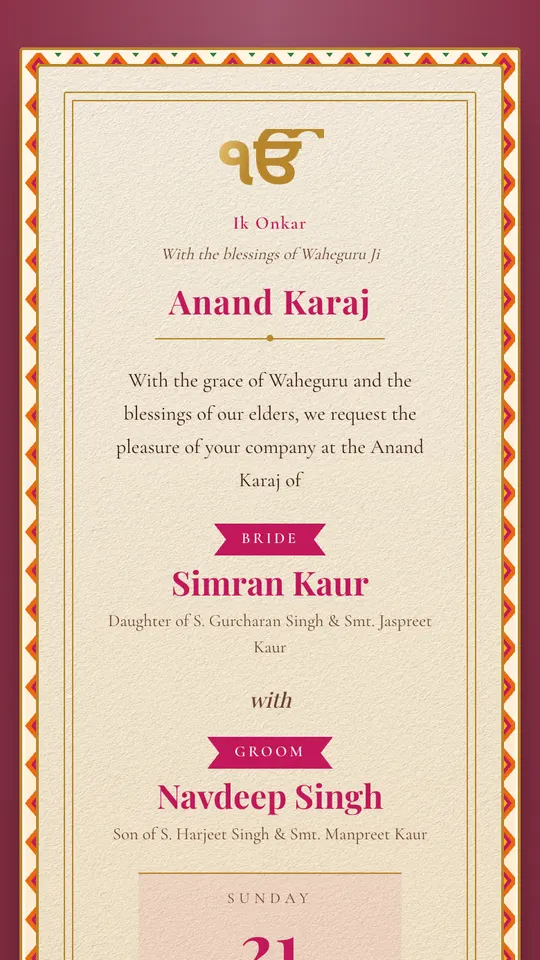 ੴ
Ik Onkar
With the blessings of Waheguru Ji
Anand Karaj
With the grace of Waheguru and the
blessings of our elders, we request the
pleasure of your company at the Anand
Karaj of
BRIDE
Simran Kaur
Daughter of S. Gurcharan Singh & Smt. Jaspreet
Kaur
with
GROOM
Navdeep Singh
Son of S. Harjeet Singh & Smt. Manpreet Kaur
SUNDAY
21